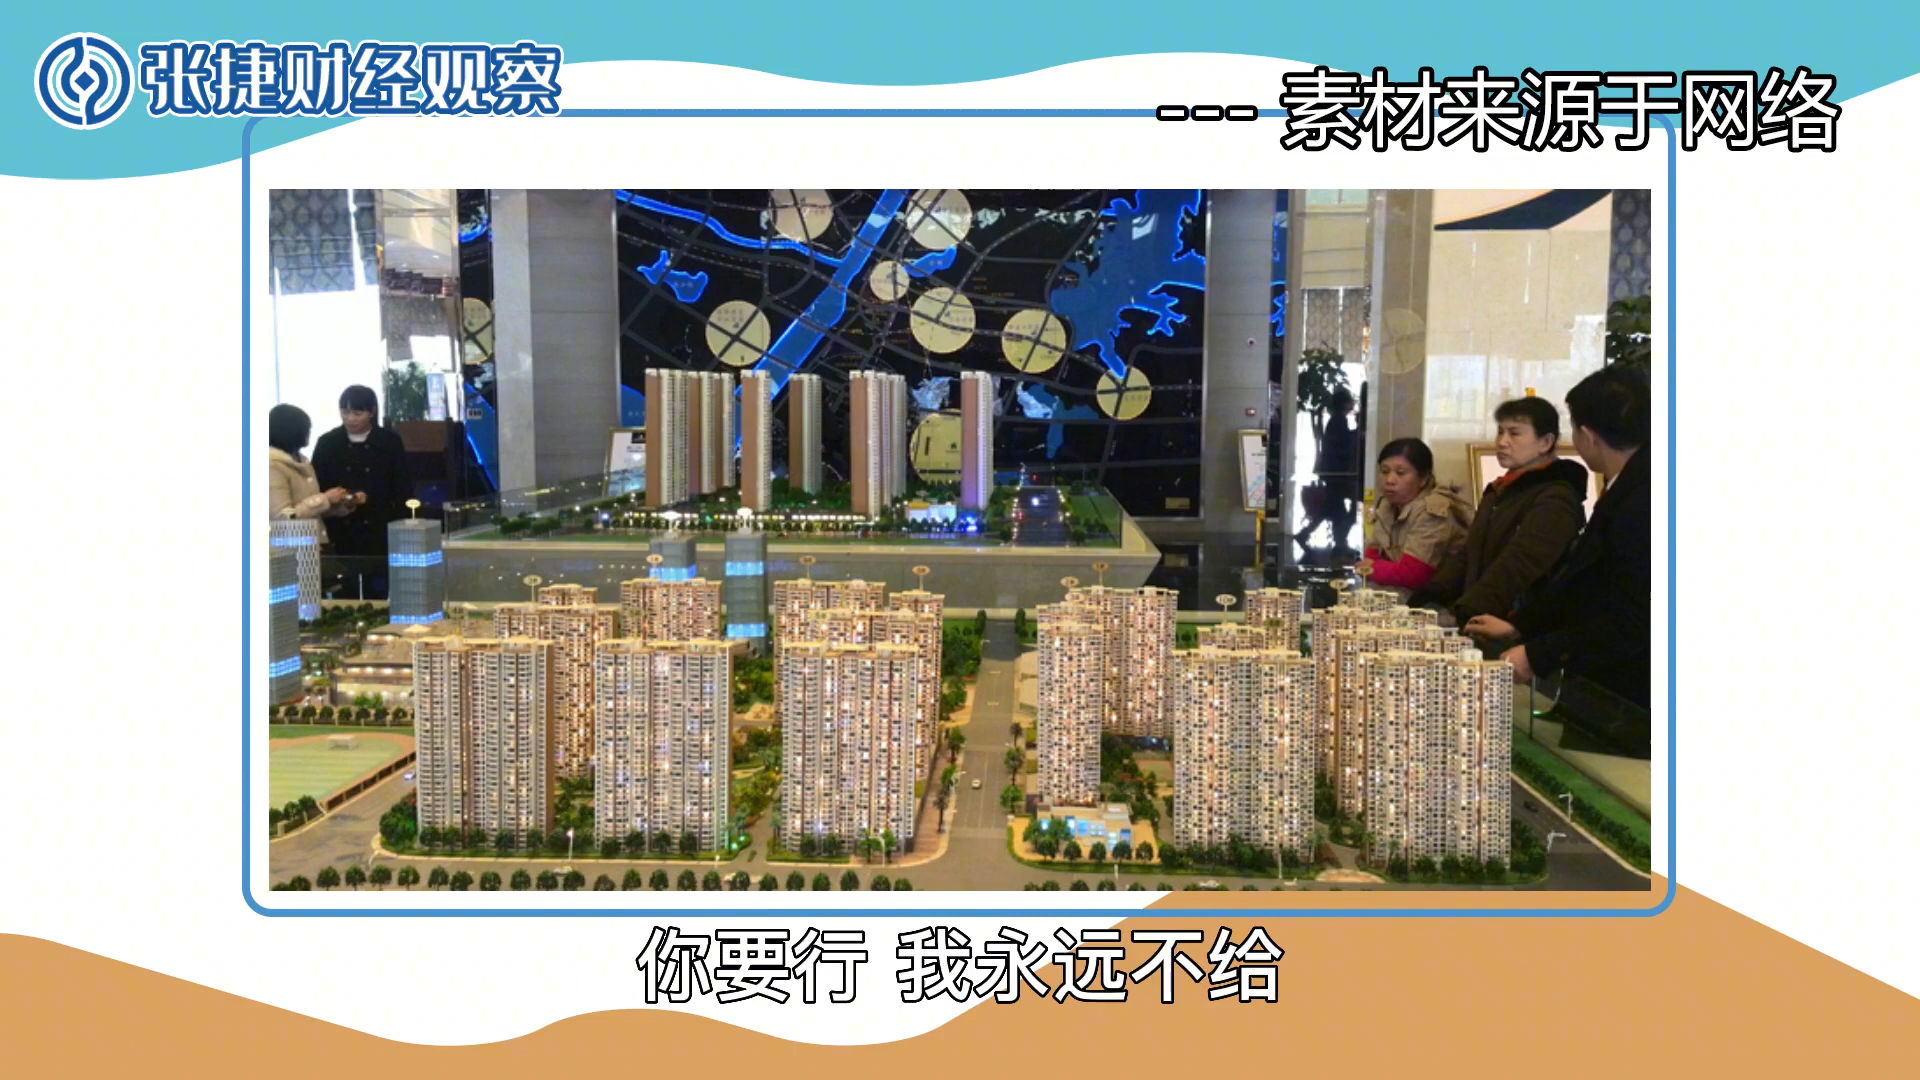 张捷财经观察
--- 素材来源于网络
你要行 我永远不给